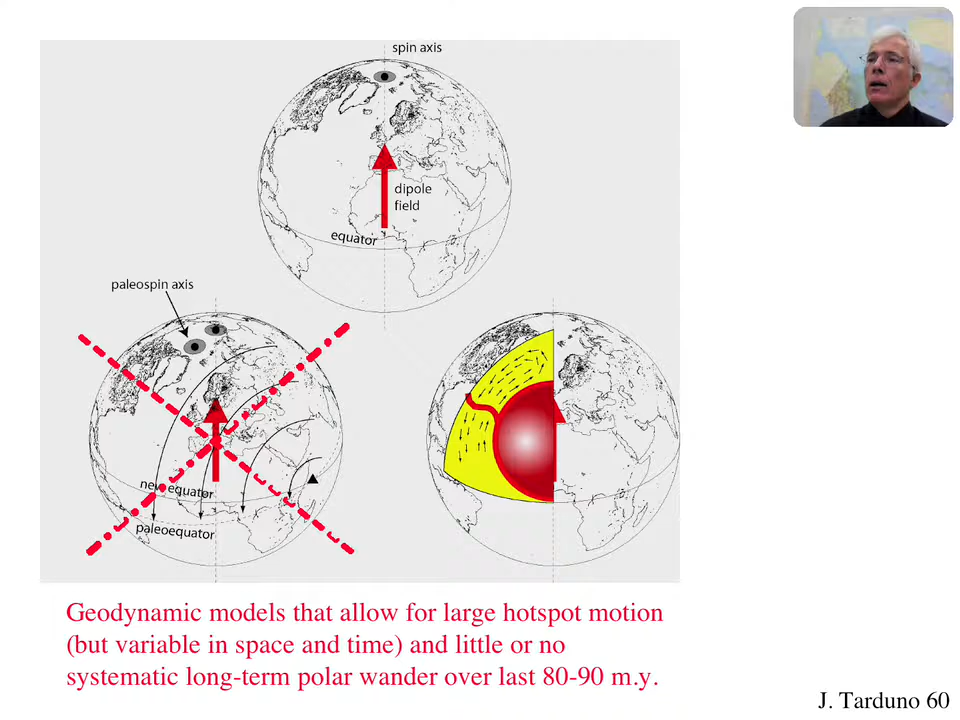 spin axis
dipole
field
equator
paleospin axis
new equator
paleoequator
Geodynamic models that allow for large hotspot motion
(but variable in space and time) and little or no
systematic long-term polar wander over last 80-90 m.y.
J. Tarduno 60